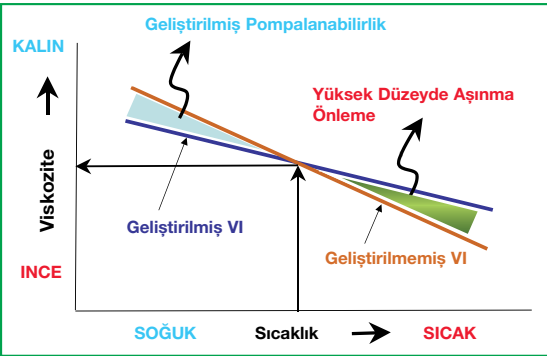 Geliştirilmiş Pompalanabilirlik
KALIN
Yüksek Düzeyde Aşınma
Önleme
Viskozite
Geliştirilmiş VI
Geliştirilmemiş VI
INCE
SOĞUK
Sıcaklık
SICAK